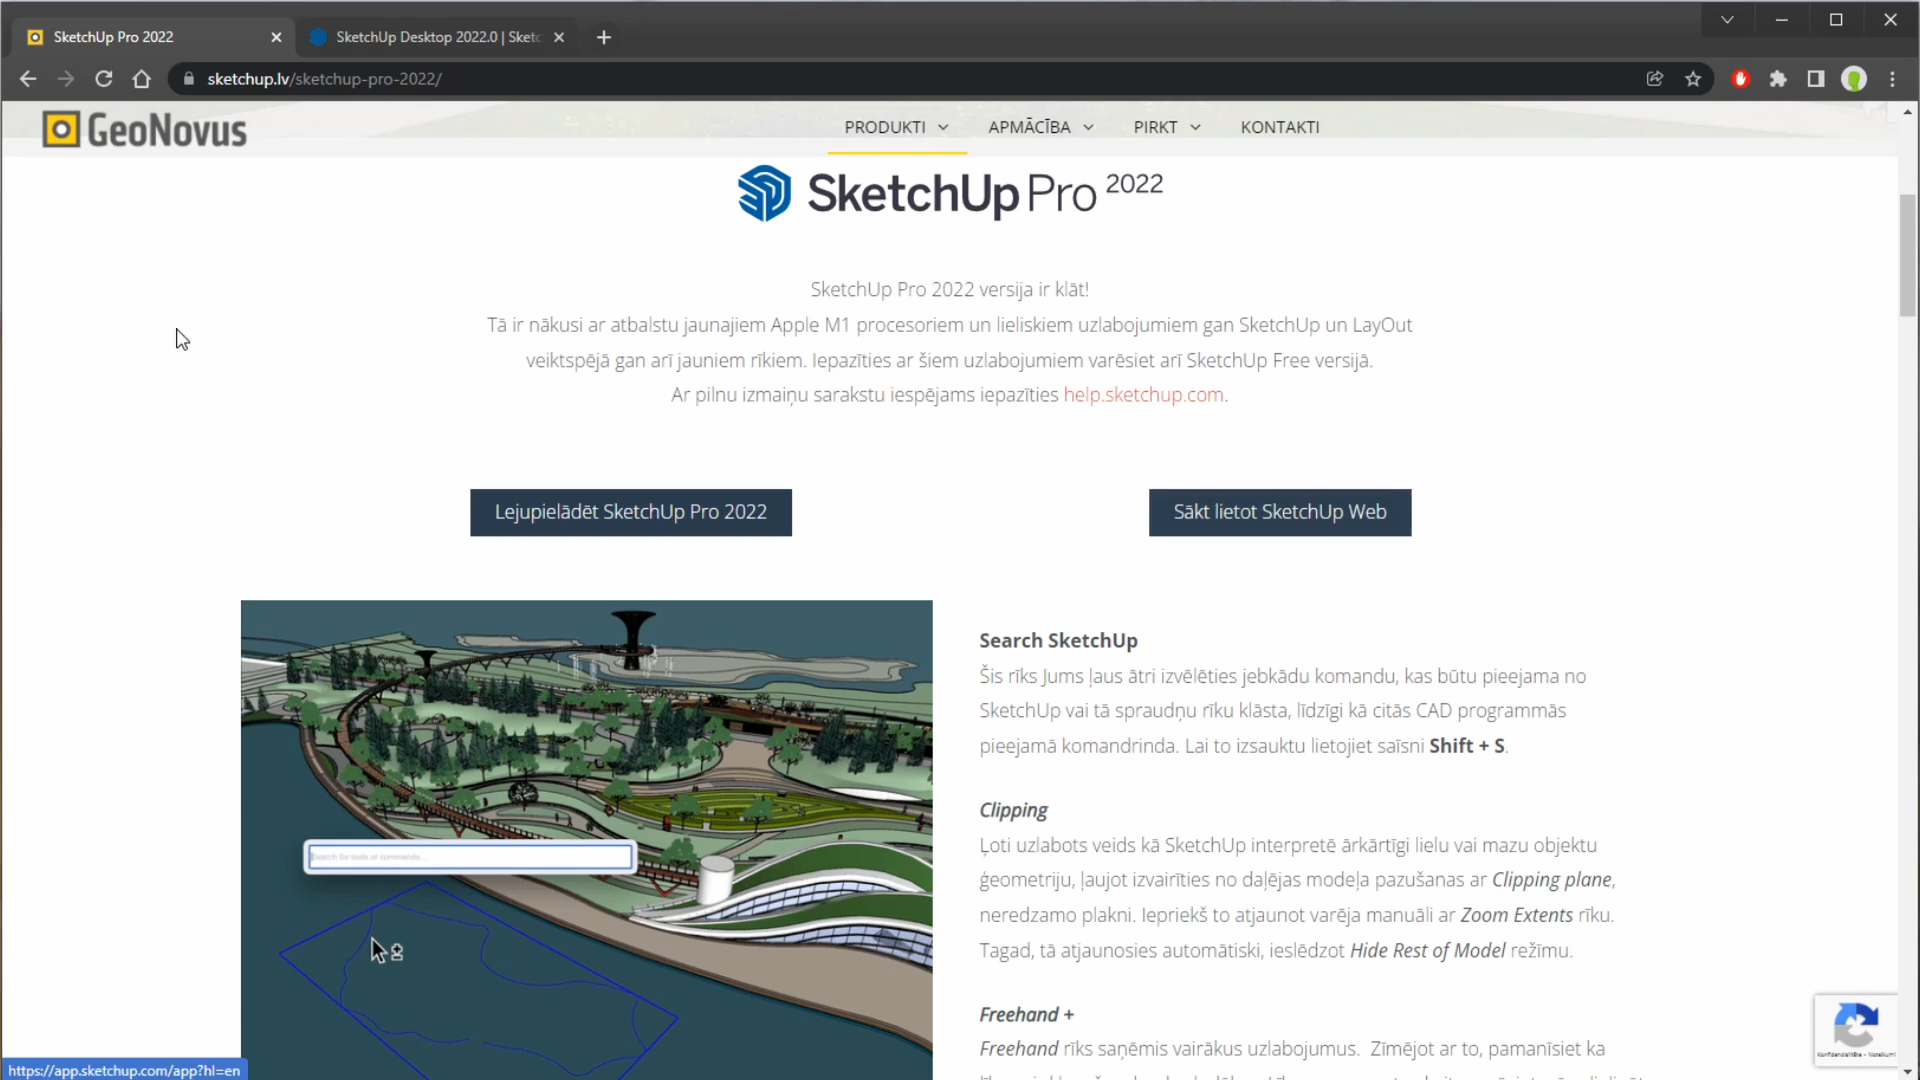 SketchUp Pro 2022
SketchUp Desktop 2022.0 | Sketc
sketchup.lv/sketchup-pro-2022/
GeoNovus
PRODUKTI
APMĀCĪBA
PIRKT
KONTAKTI
SketchUp Pro 2022
SketchUp Pro 2022 versija ir klāt!
Tā ir nākusi ar atbalstu jaunajiem Apple M1 procesoriem un lieliskiem uzlabojumiem gan SketchUp un LayOut
veiktspējā gan arī jauniem rīkiem. Iepazīties ar šiem uzlabojumiem varēsiet arī SketchUp Free versijā.
Ar pilnu izmaiņu sarakstu iespējams iepazīties help.sketchup.com.
Lejupielādēt SketchUp Pro 2022
Sākt lietot SketchUp Web
Search for tools or commands...
Search SketchUp
Šis rīks Jums ļaus ātri izvēlēties jebkādu komandu, kas būtu pieejama no
SketchUp vai tā spraudņu rīku klāsta, līdzīgi kā citās CAD programmās
pieejamā komandrinda. Lai to izsauktu lietojiet saīsni Shift + S.
Clipping
Ļoti uzlabots veids kā SketchUp interpretē ārkārtīgi lielu vai mazu objektu
ģeometriju, ļaujot izvairīties no daļējas modeļa pazušanas ar Clipping plane,
neredzamo plakni. Iepriekš to atjaunot varēja manuāli ar Zoom Extents rīku.
Tagad, tā atjaunosies automātiski, ieslēdzot Hide Rest of Model režīmu.
Freehand +
Freehand rīks saņēmis vairākus uzlabojumus. Zīmējot ar to, pamanīsiet ka
https://app.sketchup.com/app?hl=en